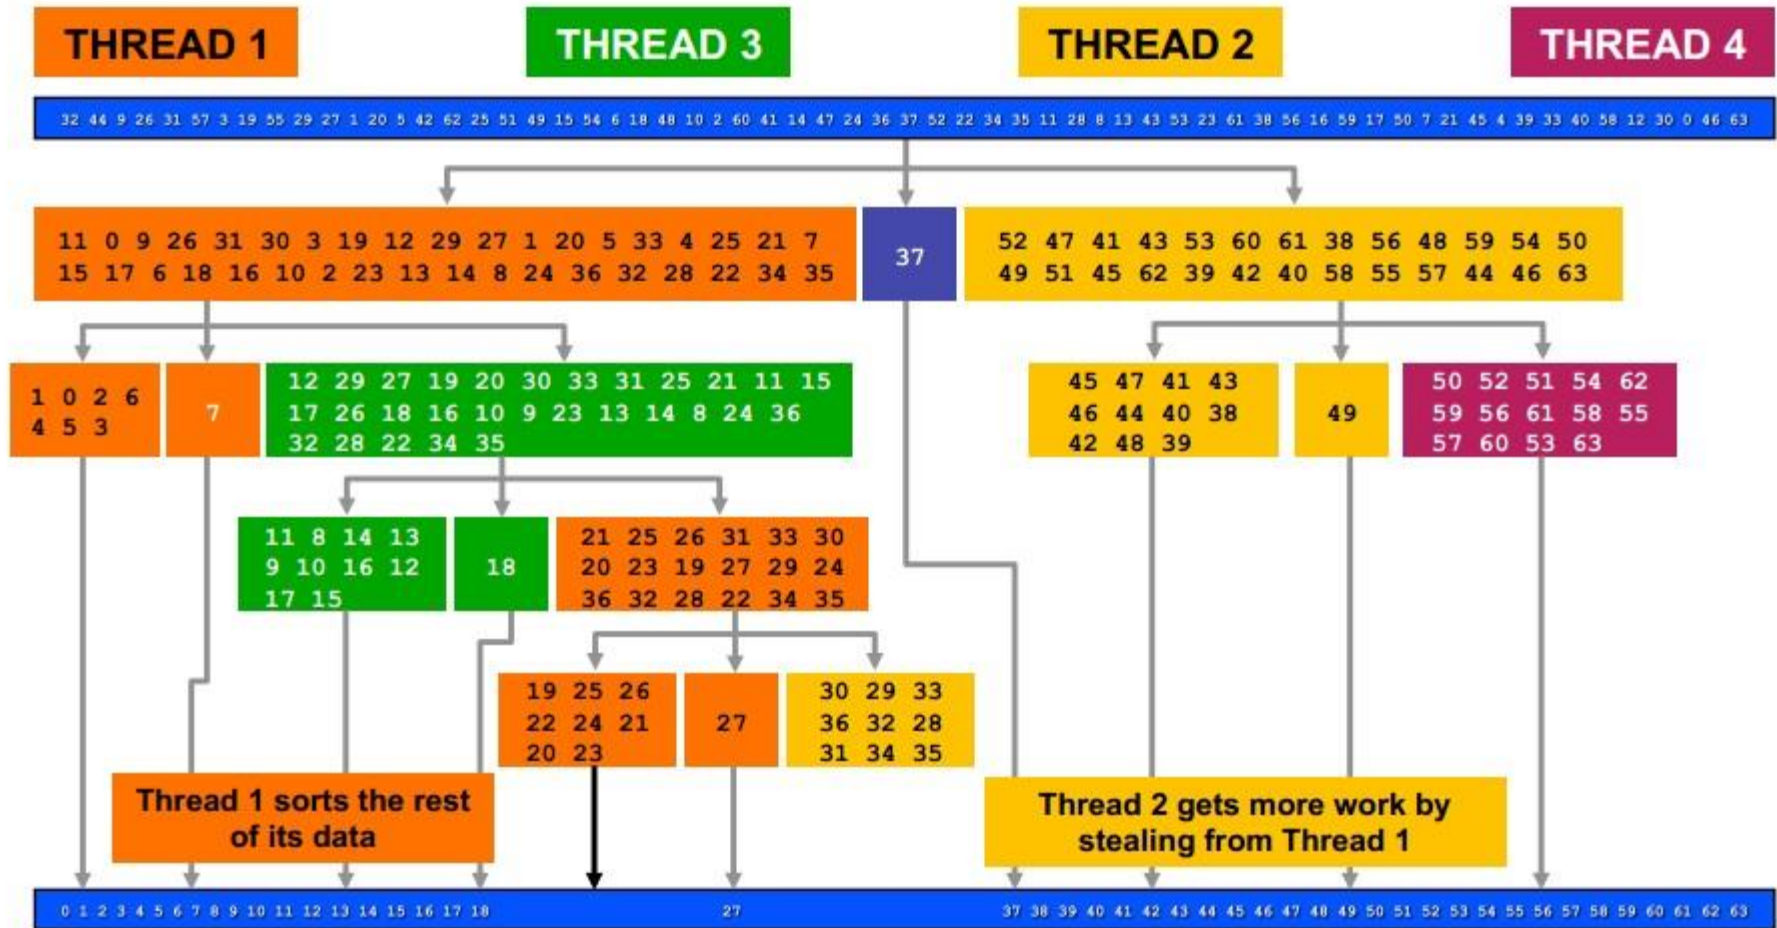 THREAD 1
THREAD 3
THREAD 2
THREAD 4
32 44 9 26 31 57 3 19 55 29 27 1 20 5 42 62 25 51 49 15 54 6 18 48 10 2 60 41 14 47 24 36 37 52 22 34 35 11 28 8 13 43 53 23 61 38 56 16 59 17 50 7 21 45 4 39 33 40 58 12 30 0 46 63
11 0 9 26 31 30 3 19 12 29 27 1 20 5 33 4 25 21 7
15 17 6 18 16 10 2 23 13 14 8 24 36 32 28 22 34 35
37
52 47 41 43 53 60 61 38 56 48 59 54 50
49 51 45 62 39 42 40 58 55 57 44 46 63
1 0 2 6
4 5 3
7
12 29 27 19 20 30 33 31 25 21 11 15
17 26 18 16 10 9 23 13 14 8 24 36
32 28 22 34 35
45 47 41 43
46 44 40 38
42 48 39
49
50 52 51 54 62
59 56 61 58 55
57 60 53 63
11 8 14 13
9 10 16 12
17 15
18
21 25 26 31 33 30
20 23 19 27 29 24
36 32 28 22 34 35
19 25 26
22 24 21
20 23
27
30 29 33
36 32 28
31 34 35
Thread 1 sorts the rest
of its data
Thread 2 gets more work by
stealing from Thread 1
0 1 2 3 4 5 6 7 8 9 10 11 12 13 14 15 16 17 18
27
37 38 39 40 41 42 43 44 45 46 47 48 49 50 51 52 53 54 55 56 57 58 59 60 61 62 63